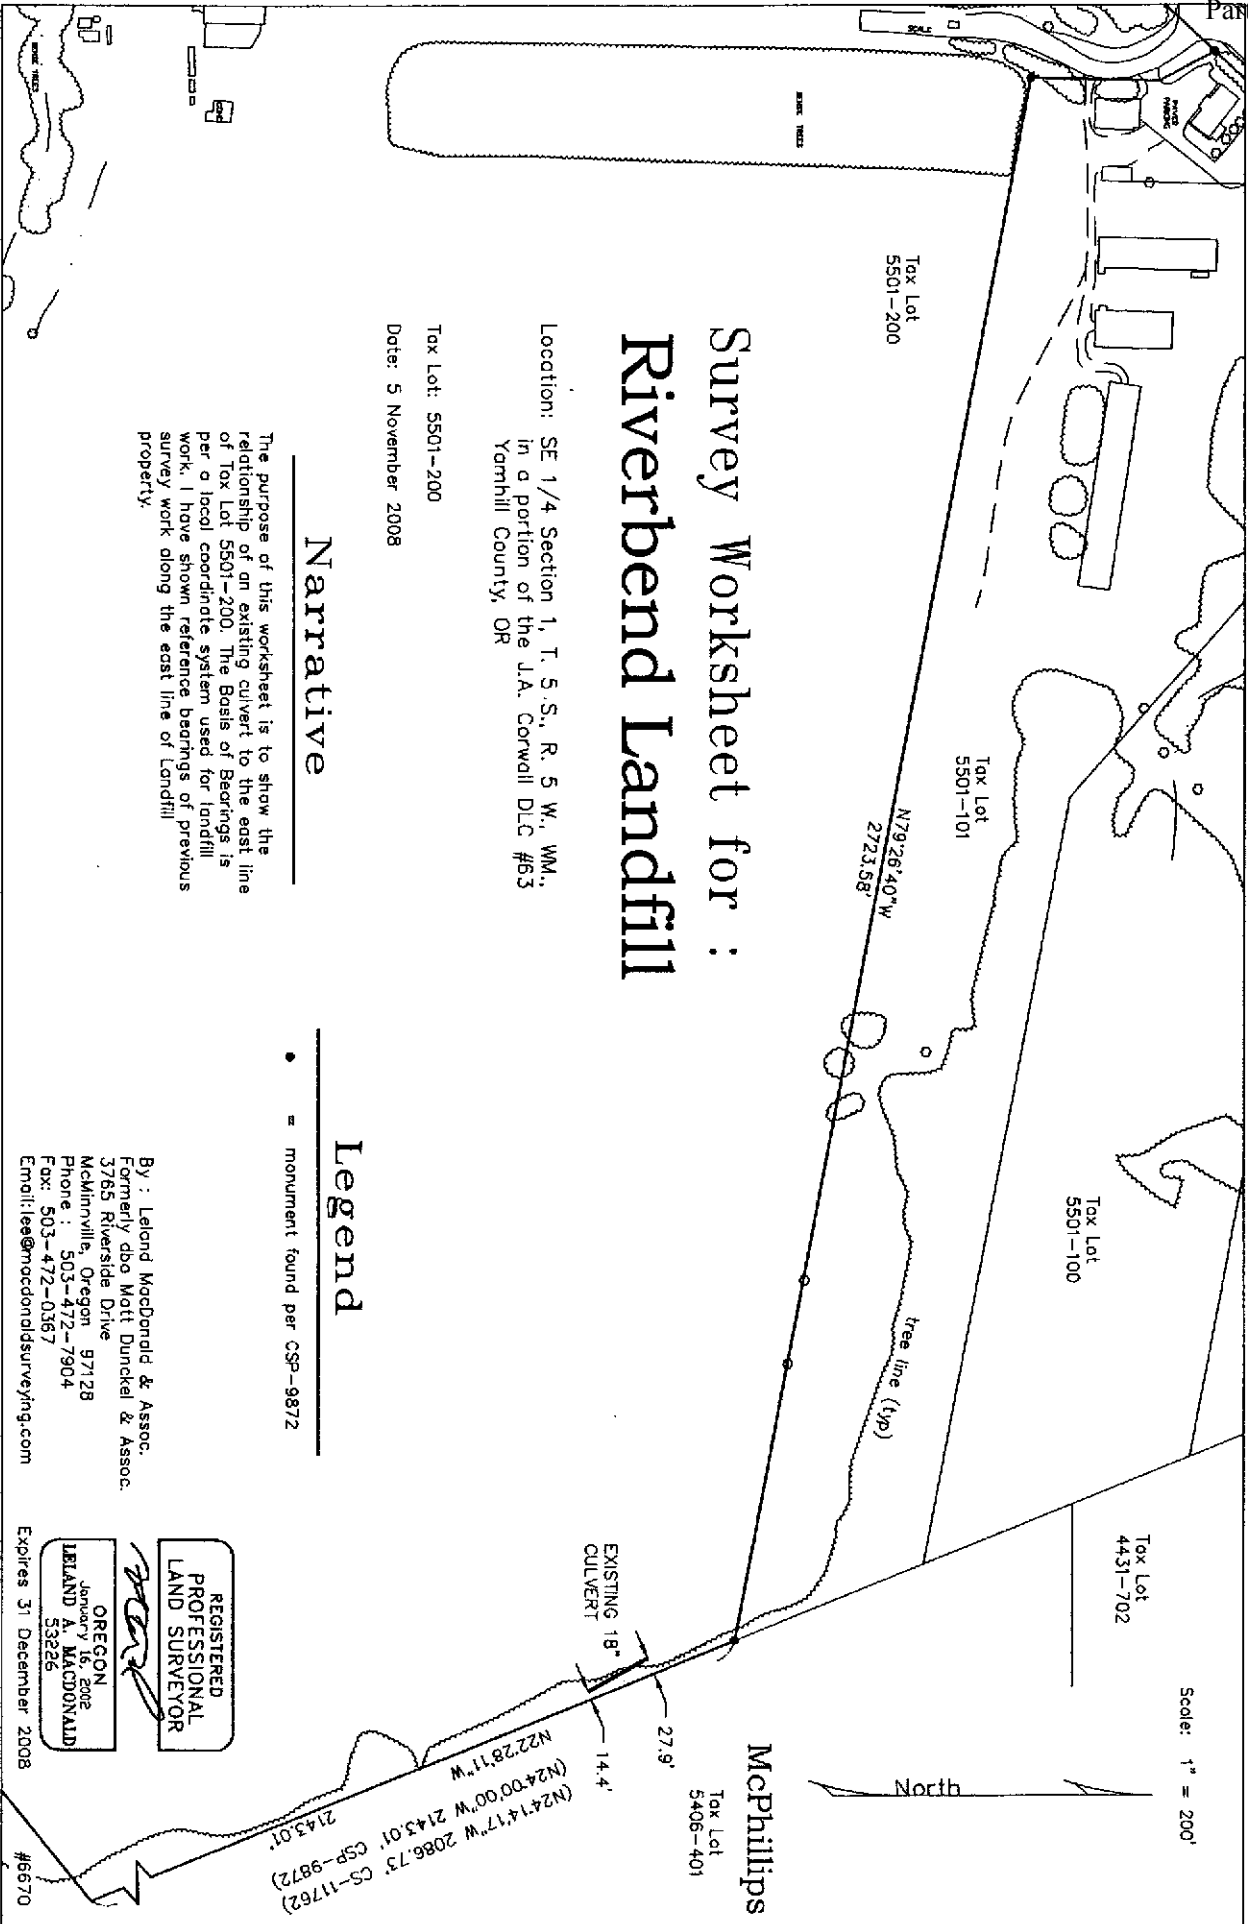 Par
SCALE
PAVED
PARKING
DENSE TREES
DENSE TREES
Tax Lot
5501-200
Tax Lot
5501-101
N79°26'40"W
2723.58'
Tax Lot
5501-100
tree line (typ)
Tax Lot
4431-702
Scale: 1" = 200'
North
McPhillips
Tax Lot
5406-401
EXISTING 18"
CULVERT
27.9'
14.4'
N22°28'11"W 2143.01'
(N24°00'00"W 2143.01' CSP-9872)
(N24°14'17"W 2086.73' CS-11762)
Survey Worksheet for :
Riverbend Landfill
Location: SE 1/4 Section 1, T. 5 S., R. 5 W., WM.,
in a portion of the J.A. Corwall DLC #63
Yamhill County, OR
Tax Lot: 5501-200
Date: 5 November 2008
Narrative
The purpose of this worksheet is to show the
relationship of an existing culvert to the east line
of Tax Lot 5501-200. The Basis of Bearings is
per a local coordinate system used for landfill
work. I have shown reference bearings of previous
survey work along the east line of Landfill
property.
Legend
• = monument found per CSP-9872
By : Leland MacDonald & Assoc.
Formerly dba Matt Dunckel & Assoc.
3765 Riverside Drive
McMinnville, Oregon 97128
Phone : 503-472-7904
Fax: 503-472-0367
Email:lee@macdonaldsurveying.com
REGISTERED
PROFESSIONAL
LAND SURVEYOR
OREGON
January 16, 2002
LELAND A. MACDONALD
53226
Expires 31 December 2008
#6670